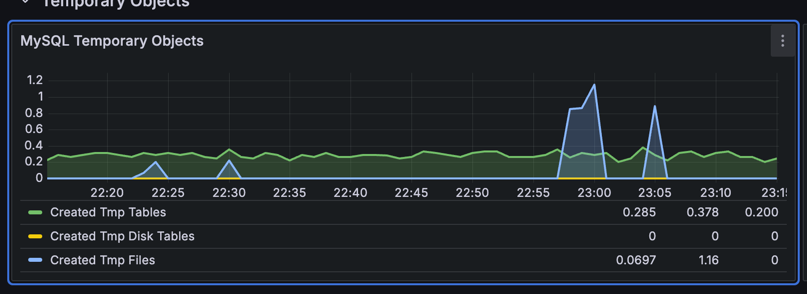 Temporary Objects
MySQL Temporary Objects
1.2
1
0.8
0.6
0.4
0.2
0
22:20 22:25 22:30 22:35 22:40 22:45 22:50 22:55 23:00 23:05 23:10 23:1
Created Tmp Tables 0.285 0.378 0.200
Created Tmp Disk Tables 0 0 0
Created Tmp Files 0.0697 1.16 0